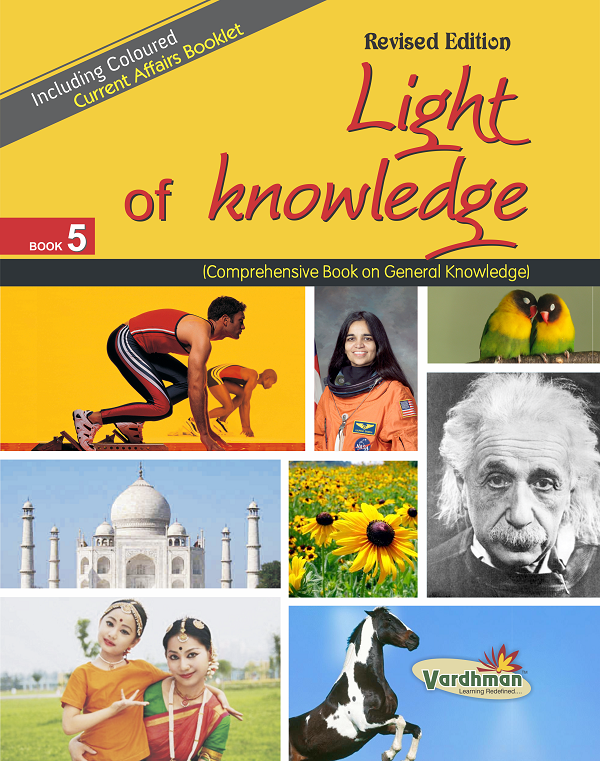 Including Coloured
Current Affairs Booklet
Revised Edition
Light
of knowledge
BOOK 5
(Comprehensive Book on General Knowledge)
NASA
Vardhman
Learning Redefined....